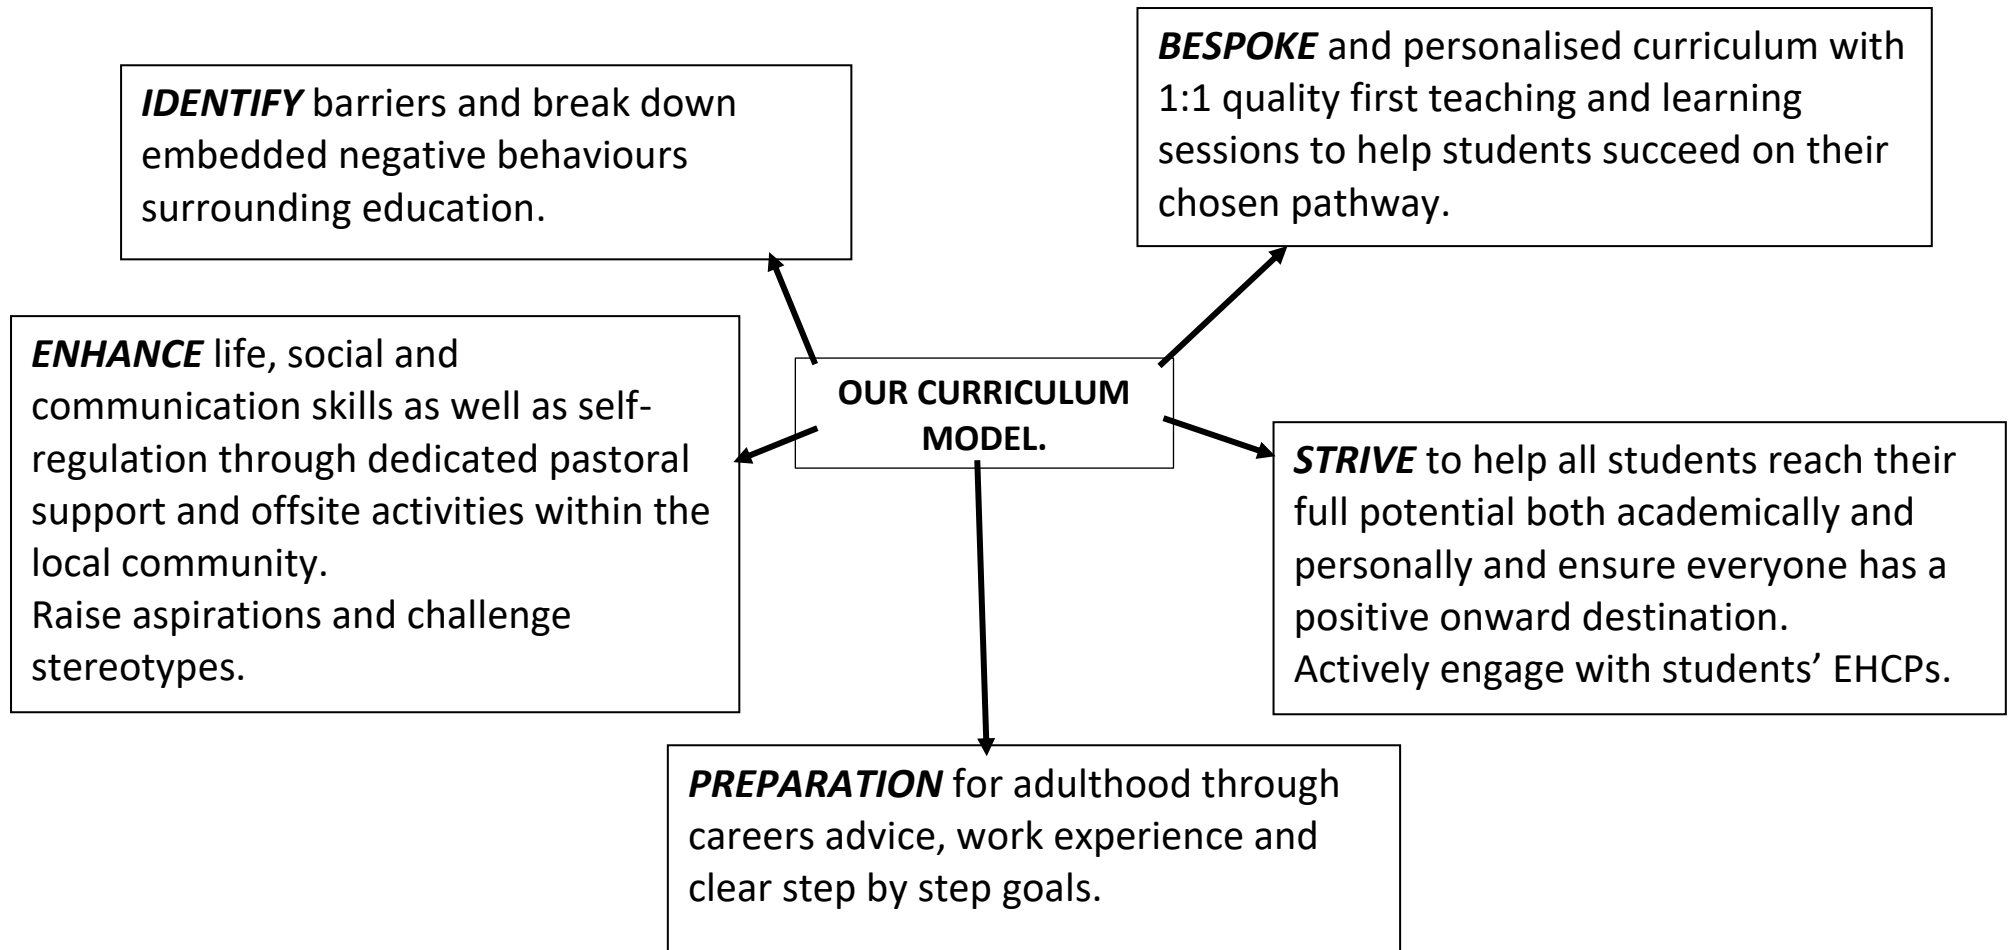 IDENTIFY barriers and break down
embedded negative behaviours
surrounding education.
BESPOKE and personalised curriculum with
1:1 quality first teaching and learning
sessions to help students succeed on their
chosen pathway.
ENHANCE life, social and
communication skills as well as self-
regulation through dedicated pastoral
support and offsite activities within the
local community.
Raise aspirations and challenge
stereotypes.
OUR CURRICULUM
MODEL.
STRIVE to help all students reach their
full potential both academically and
personally and ensure everyone has a
positive onward destination.
Actively engage with students’ EHCPs.
PREPARATION for adulthood through
careers advice, work experience and
clear step by step goals.